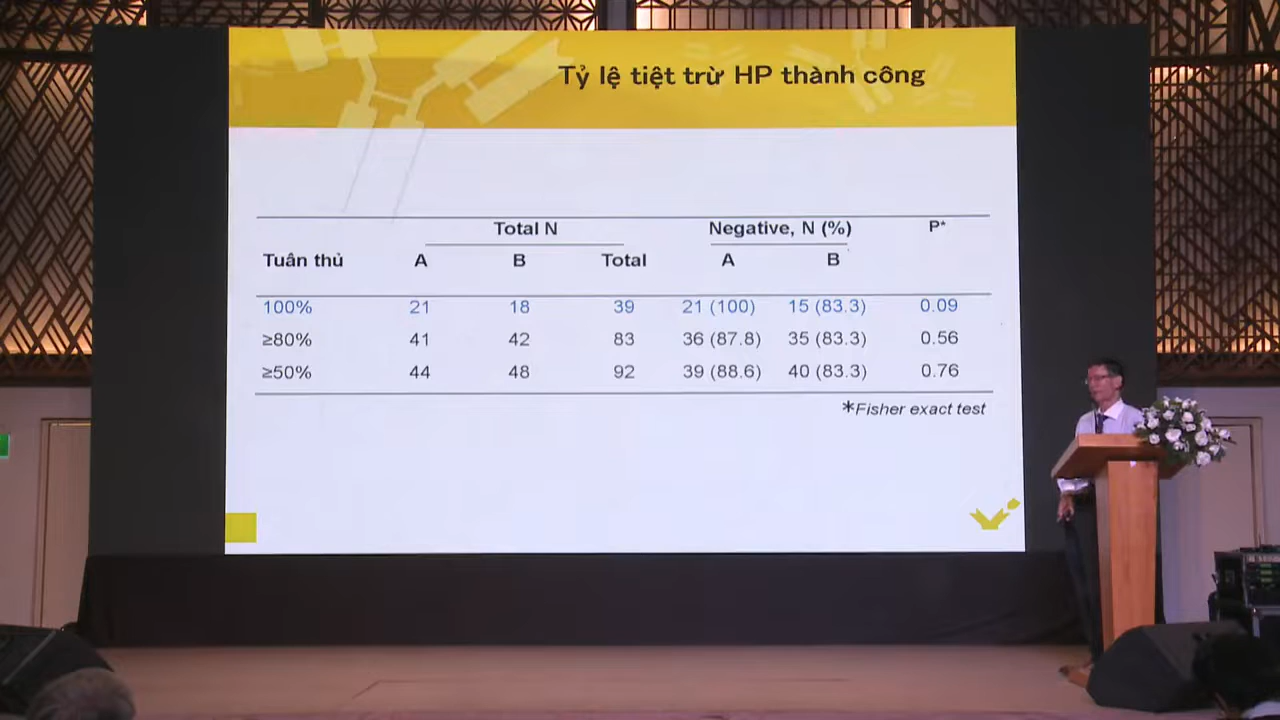 Tỷ lệ tiệt trừ HP thành công
Total N Negative, N (%) P*
Tuân thủ A B Total A B
100% 21 18 39 21 (100) 15 (83.3) 0.09
≥80% 41 42 83 36 (87.8) 35 (83.3) 0.56
≥50% 44 48 92 39 (88.6) 40 (83.3) 0.76
*Fisher exact test